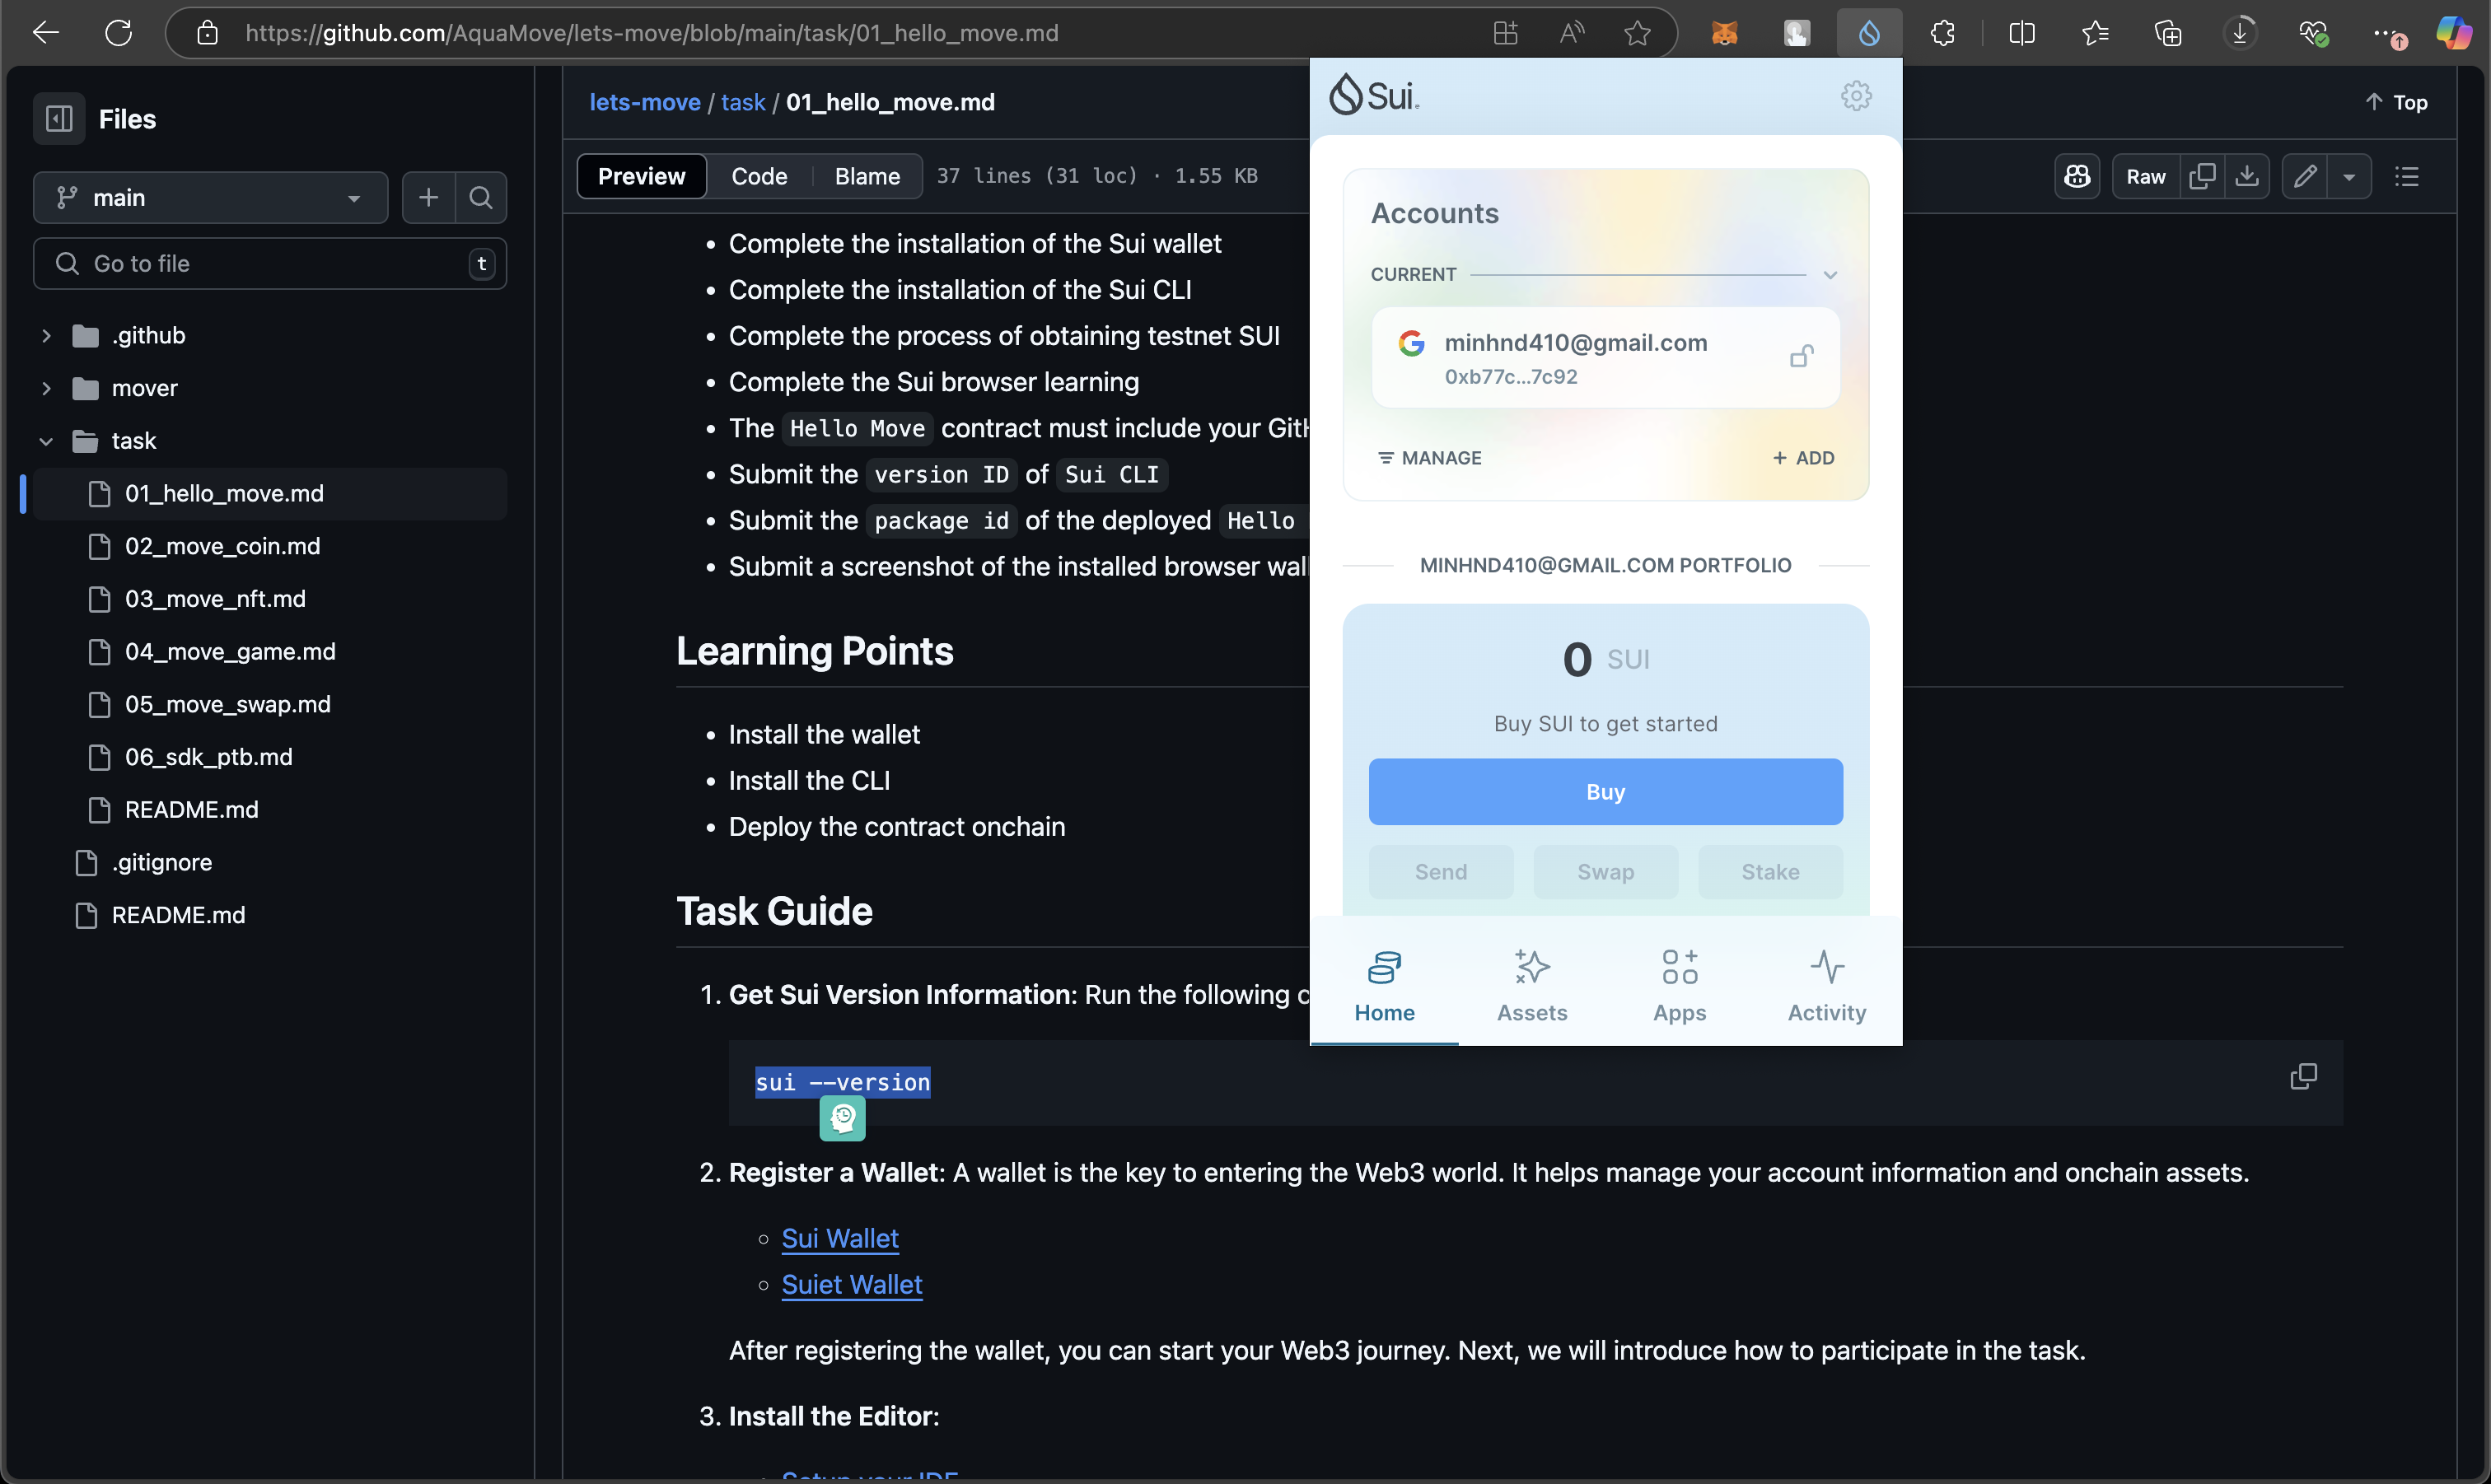 https://github.com/AquaMove/lets-move/blob/main/task/01_hello_move.md
Files
main
Go to file
t
.github
mover
task
01_hello_move.md
02_move_coin.md
03_move_nft.md
04_move_game.md
05_move_swap.md
06_sdk_ptb.md
README.md
.gitignore
README.md
lets-move / task / 01_hello_move.md
Top
Preview
Code
Blame
37 lines (31 loc) · 1.55 KB
Raw
• Complete the installation of the Sui wallet
• Complete the installation of the Sui CLI
• Complete the process of obtaining testnet SUI
• Complete the Sui browser learning
• The Hello Move contract must include your
• Submit the version ID of Sui CLI
• Submit the package id of the deployed Hello
• Submit a screenshot of the installed browser
Learning Points
• Install the wallet
• Install the CLI
• Deploy the contract onchain
Task Guide
1. Get Sui Version Information: Run the following
sui --version
2. Register a Wallet: A wallet is the key to entering the Web3 world. It helps manage your account information and onchain assets.
Sui Wallet
Suiet Wallet
After registering the wallet, you can start your Web3 journey. Next, we will introduce how to participate in the task.
3. Install the Editor:
Setup your IDE
Sui
Accounts
CURRENT
minhnd410@gmail.com
0xb77c...7c92
MANAGE
+ ADD
MINHND410@GMAIL.COM PORTFOLIO
0 SUI
Buy SUI to get started
Buy
Send
Swap
Stake
Home
Assets
Apps
Activity